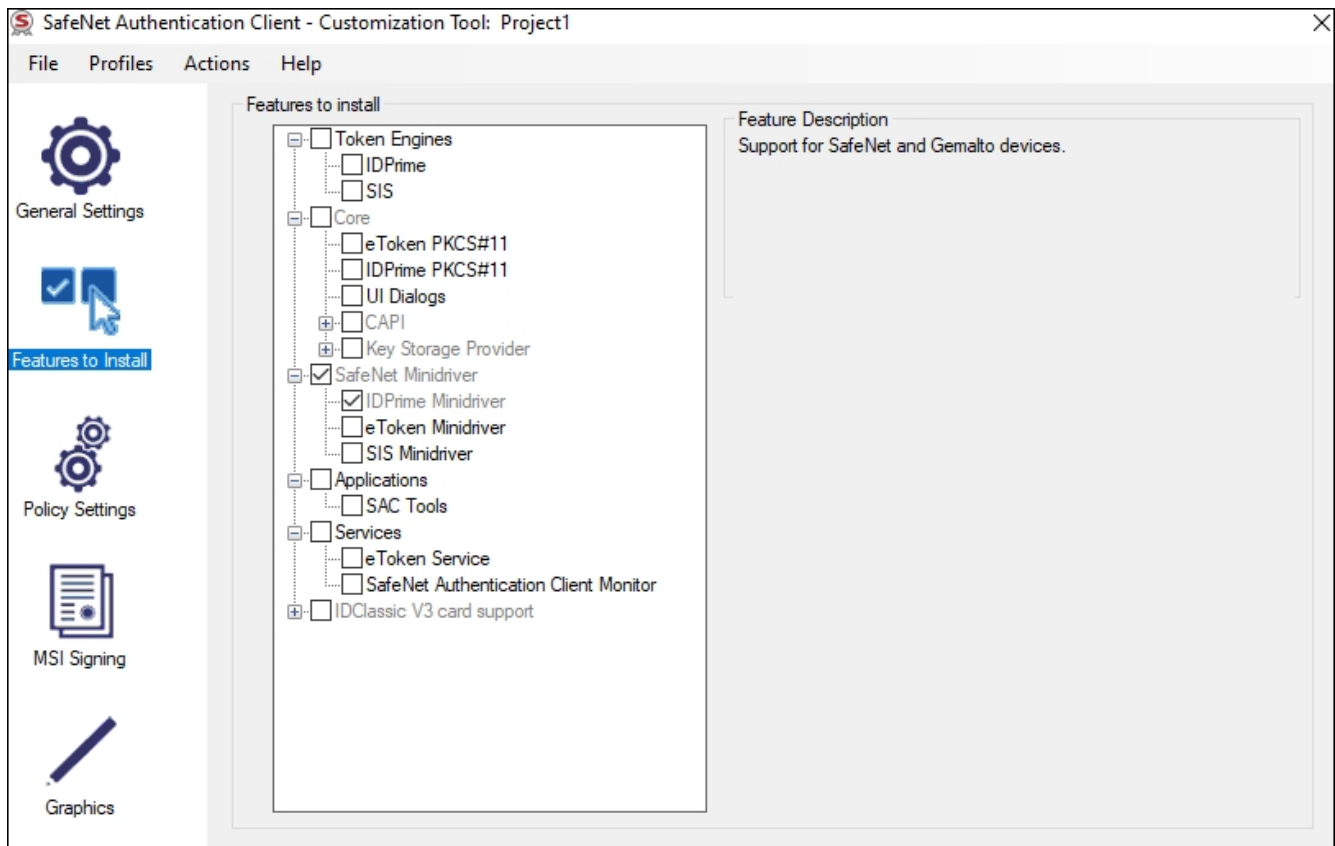 SafeNet Authentication Client - Customization Tool: Project1
File Profiles Actions Help
General Settings
Features to Install
Policy Settings
MSI Signing
Graphics
Features to install
Token Engines
IDPrime
SIS
Core
eToken PKCS#11
IDPrime PKCS#11
UI Dialogs
CAPI
Key Storage Provider
SafeNet Minidriver
IDPrime Minidriver
eToken Minidriver
SIS Minidriver
Applications
SAC Tools
Services
eToken Service
SafeNet Authentication Client Monitor
IDClassic V3 card support
Feature Description
Support for SafeNet and Gemalto devices.